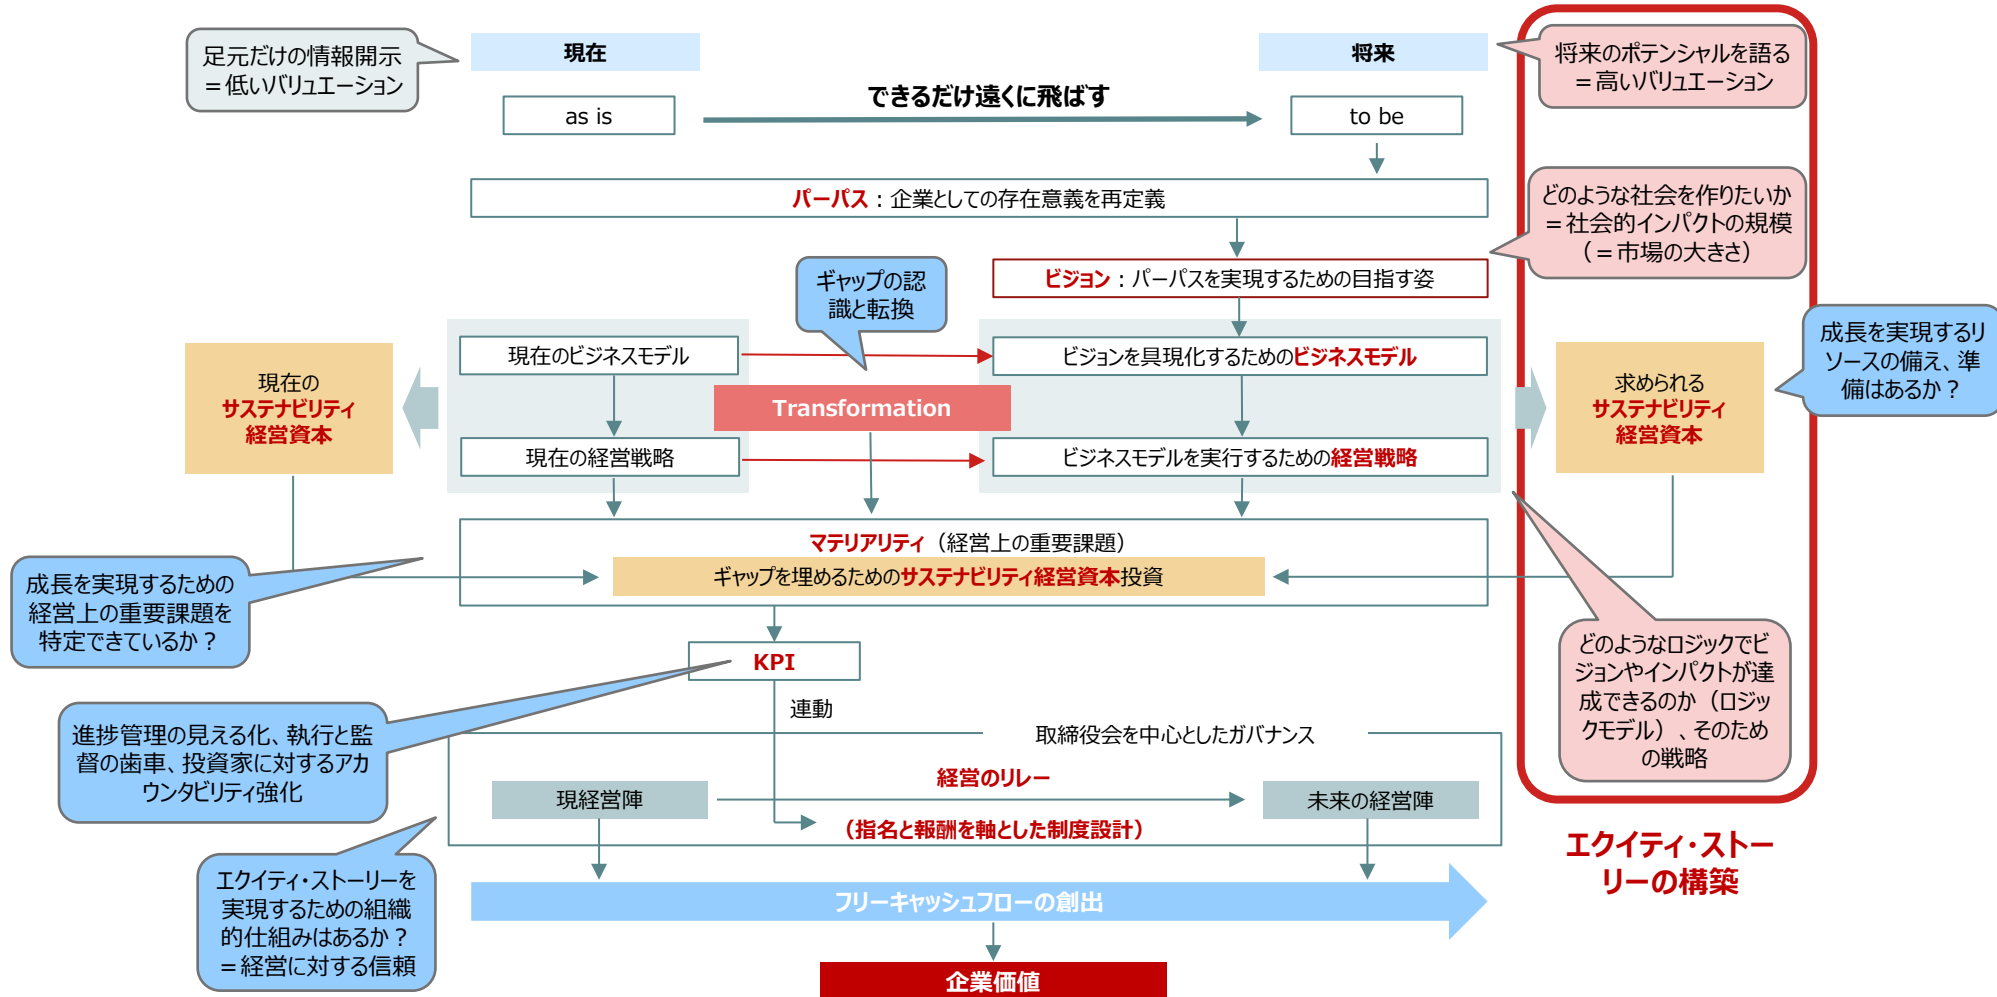 足元だけの情報開示
＝低いバリュエーション
現在
将来
将来のポテンシャルを語る
＝高いバリュエーション
できるだけ遠くに飛ばす
as is
to be
パーパス：企業としての存在意義を再定義
どのような社会を作りたいか
＝社会的インパクトの規模
（＝市場の大きさ）
ビジョン：パーパスを実現するための目指す姿
ギャップの認
識と転換
現在のビジネスモデル
ビジョンを具現化するためのビジネスモデル
成長を実現するリ
ソースの備え、準
備はあるか？
現在の
サステナビリティ
経営資本
Transformation
求められる
サステナビリティ
経営資本
現在の経営戦略
ビジネスモデルを実行するための経営戦略
マテリアリティ（経営上の重要課題）
ギャップを埋めるためのサステナビリティ経営資本投資
成長を実現するための
経営上の重要課題を
特定できているか？
KPI
どのようなロジックでビ
ジョンやインパクトが達
成できるのか（ロジッ
クモデル）、そのため
の戦略
連動
進捗管理の見える化、執行と監
督の歯車、投資家に対するアカ
ウンタビリティ強化
取締役会を中心としたガバナンス
経営のリレー
現経営陣
未来の経営陣
（指名と報酬を軸とした制度設計）
エクイティ・ストー
リーの構築
エクイティ・ストーリーを
実現するための組織
的仕組みはあるか？
＝経営に対する信頼
フリーキャッシュフローの創出
企業価値